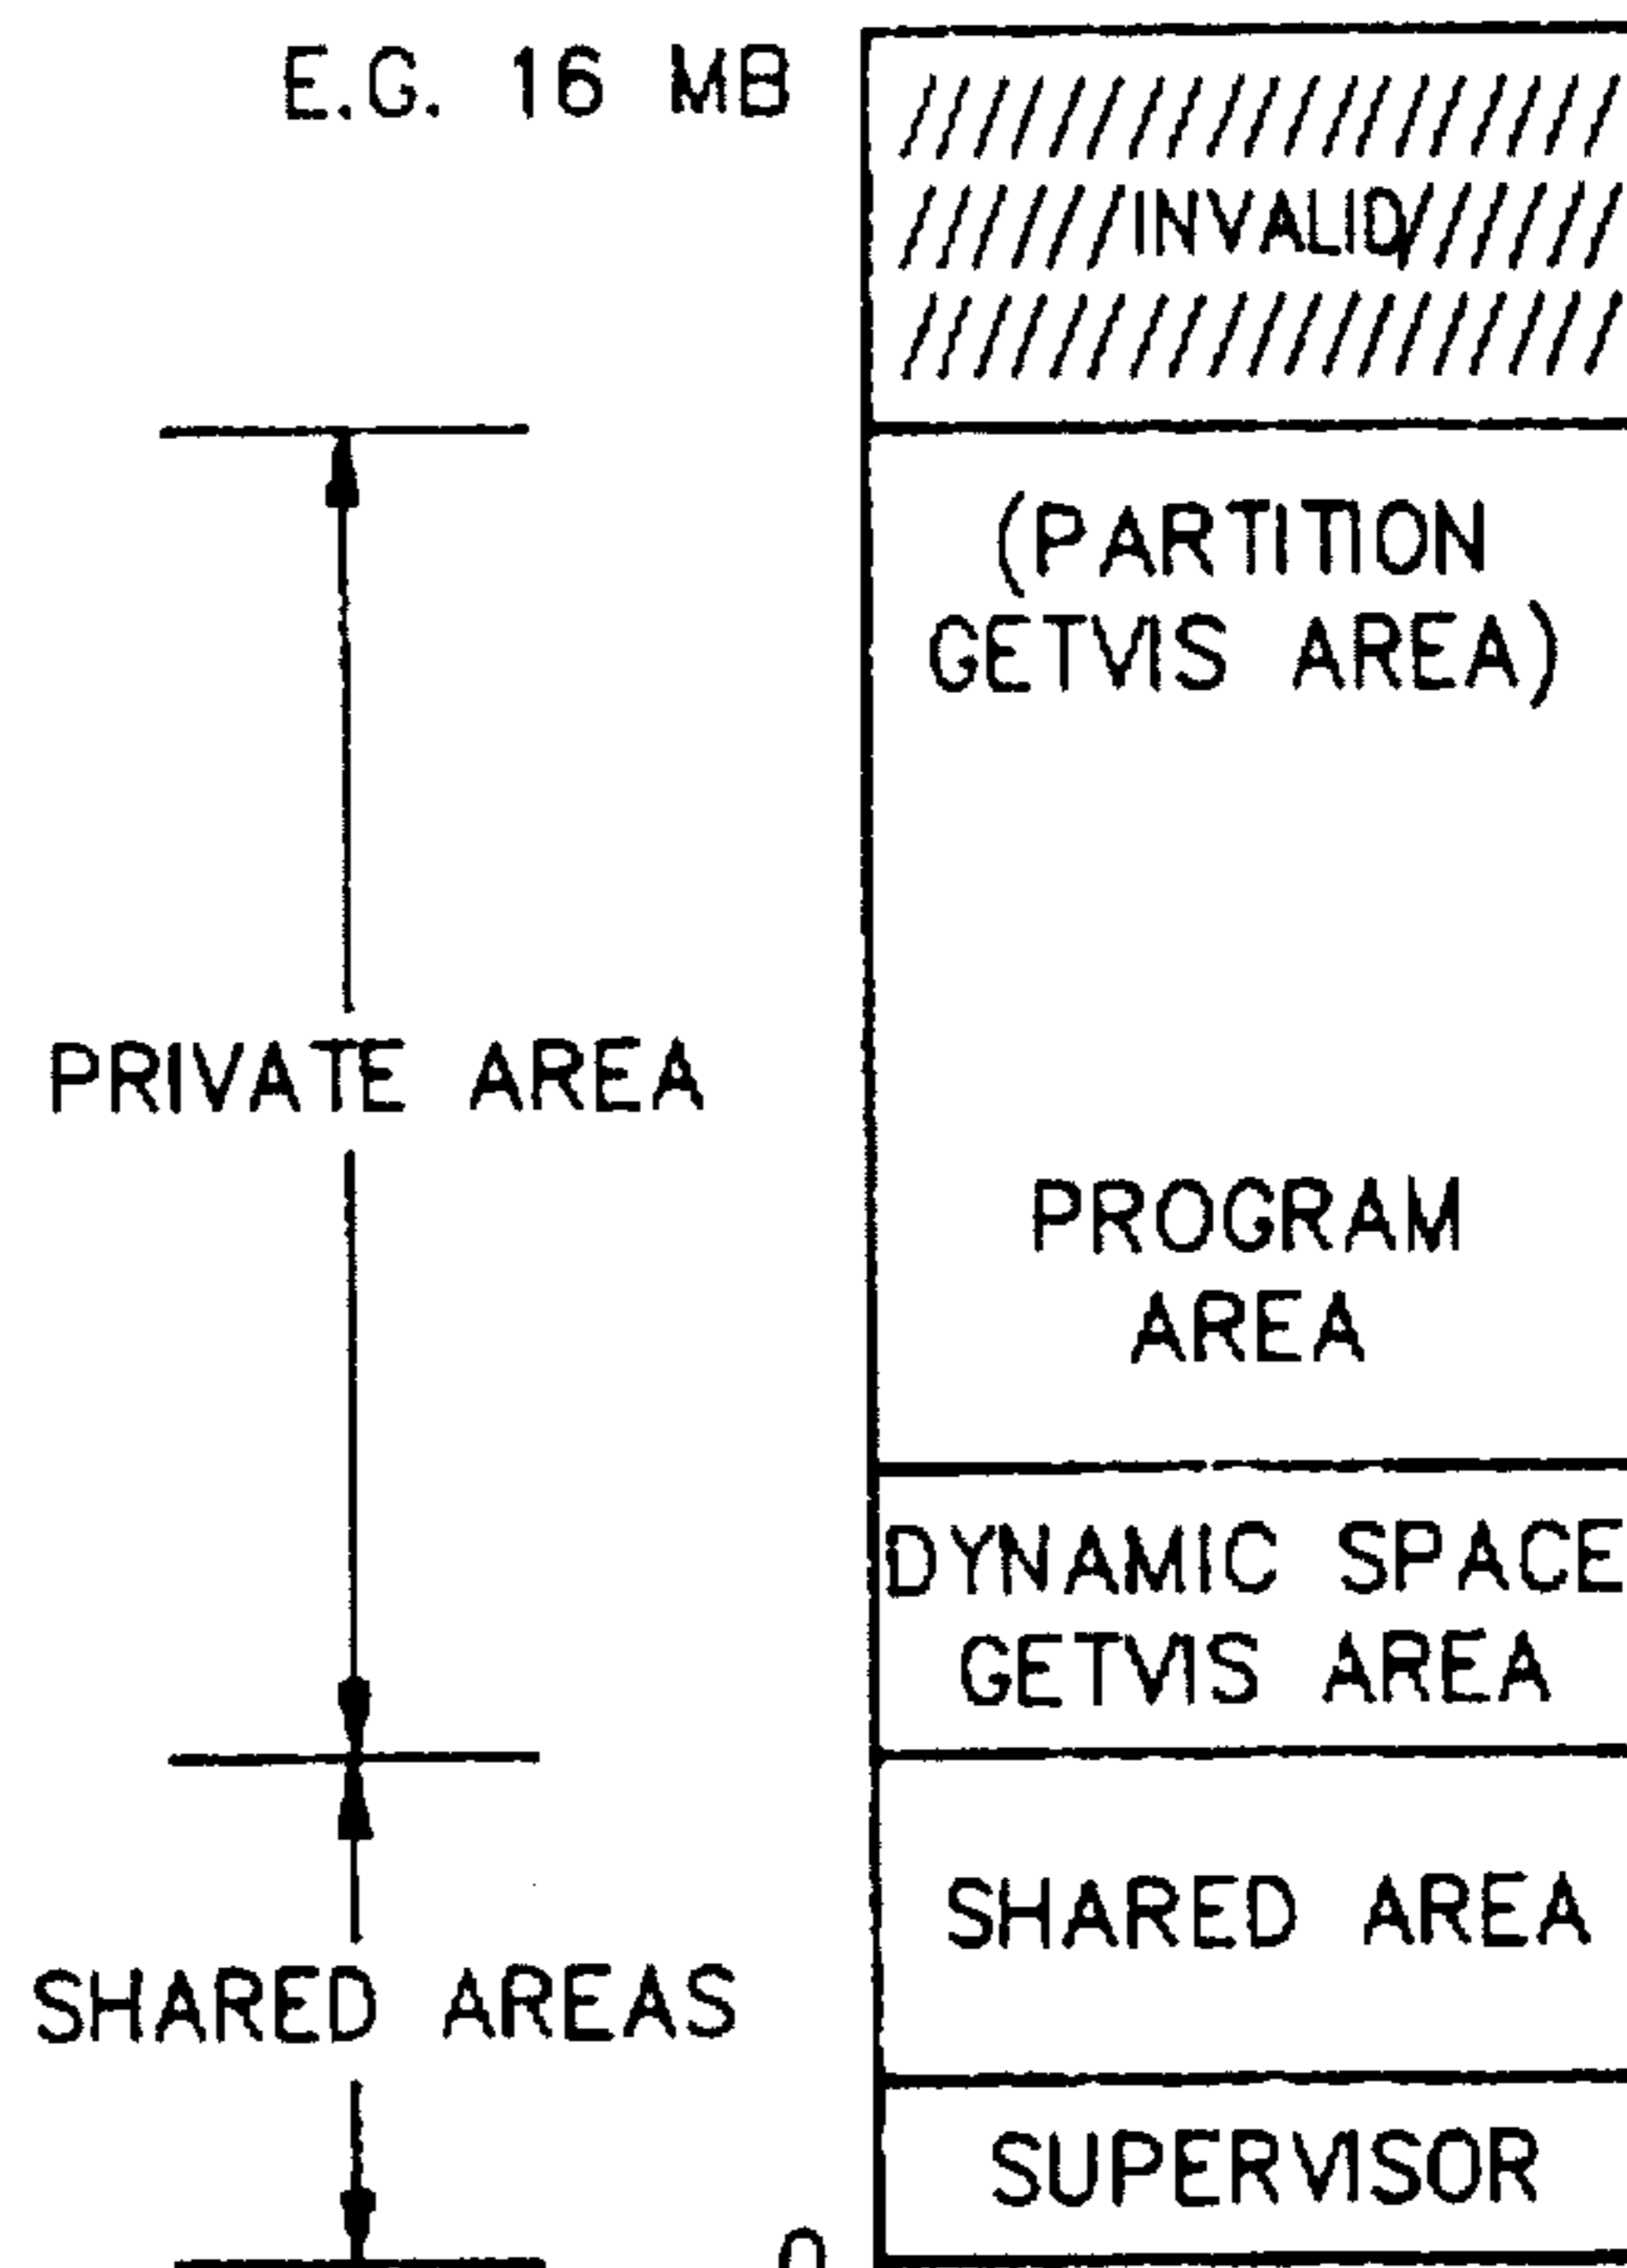 E.G. 16 MB
INVALID
(PARTITION
GETVIS AREA)
PRIVATE AREA
PROGRAM
AREA
DYNAMIC SPACE
GETVIS AREA
SHARED AREA
SHARED AREAS
SUPERVISOR
0